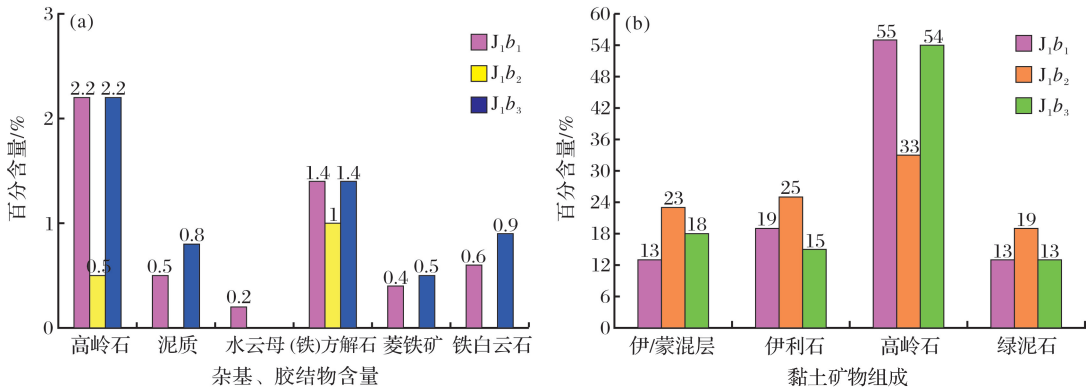 (a)
百分含量/%
3
2
1
0
J₁b₁
J₁b₂
J₁b₃
2.2 0.5 2.2
0.5 0.8
0.2
1.4 1 1.4
0.4 0.5
0.6 0.9
高岭石 泥质 水云母 (铁)方解石 菱铁矿 铁白云石
杂基、胶结物含量
(b)
百分含量/%
60
54
48
42
36
30
24
18
12
6
0
J₁b₁
J₁b₂
J₁b₃
13 23 18
19 25 15
55 33 54
13 19 13
伊/蒙混层 伊利石 高岭石 绿泥石
黏土矿物组成